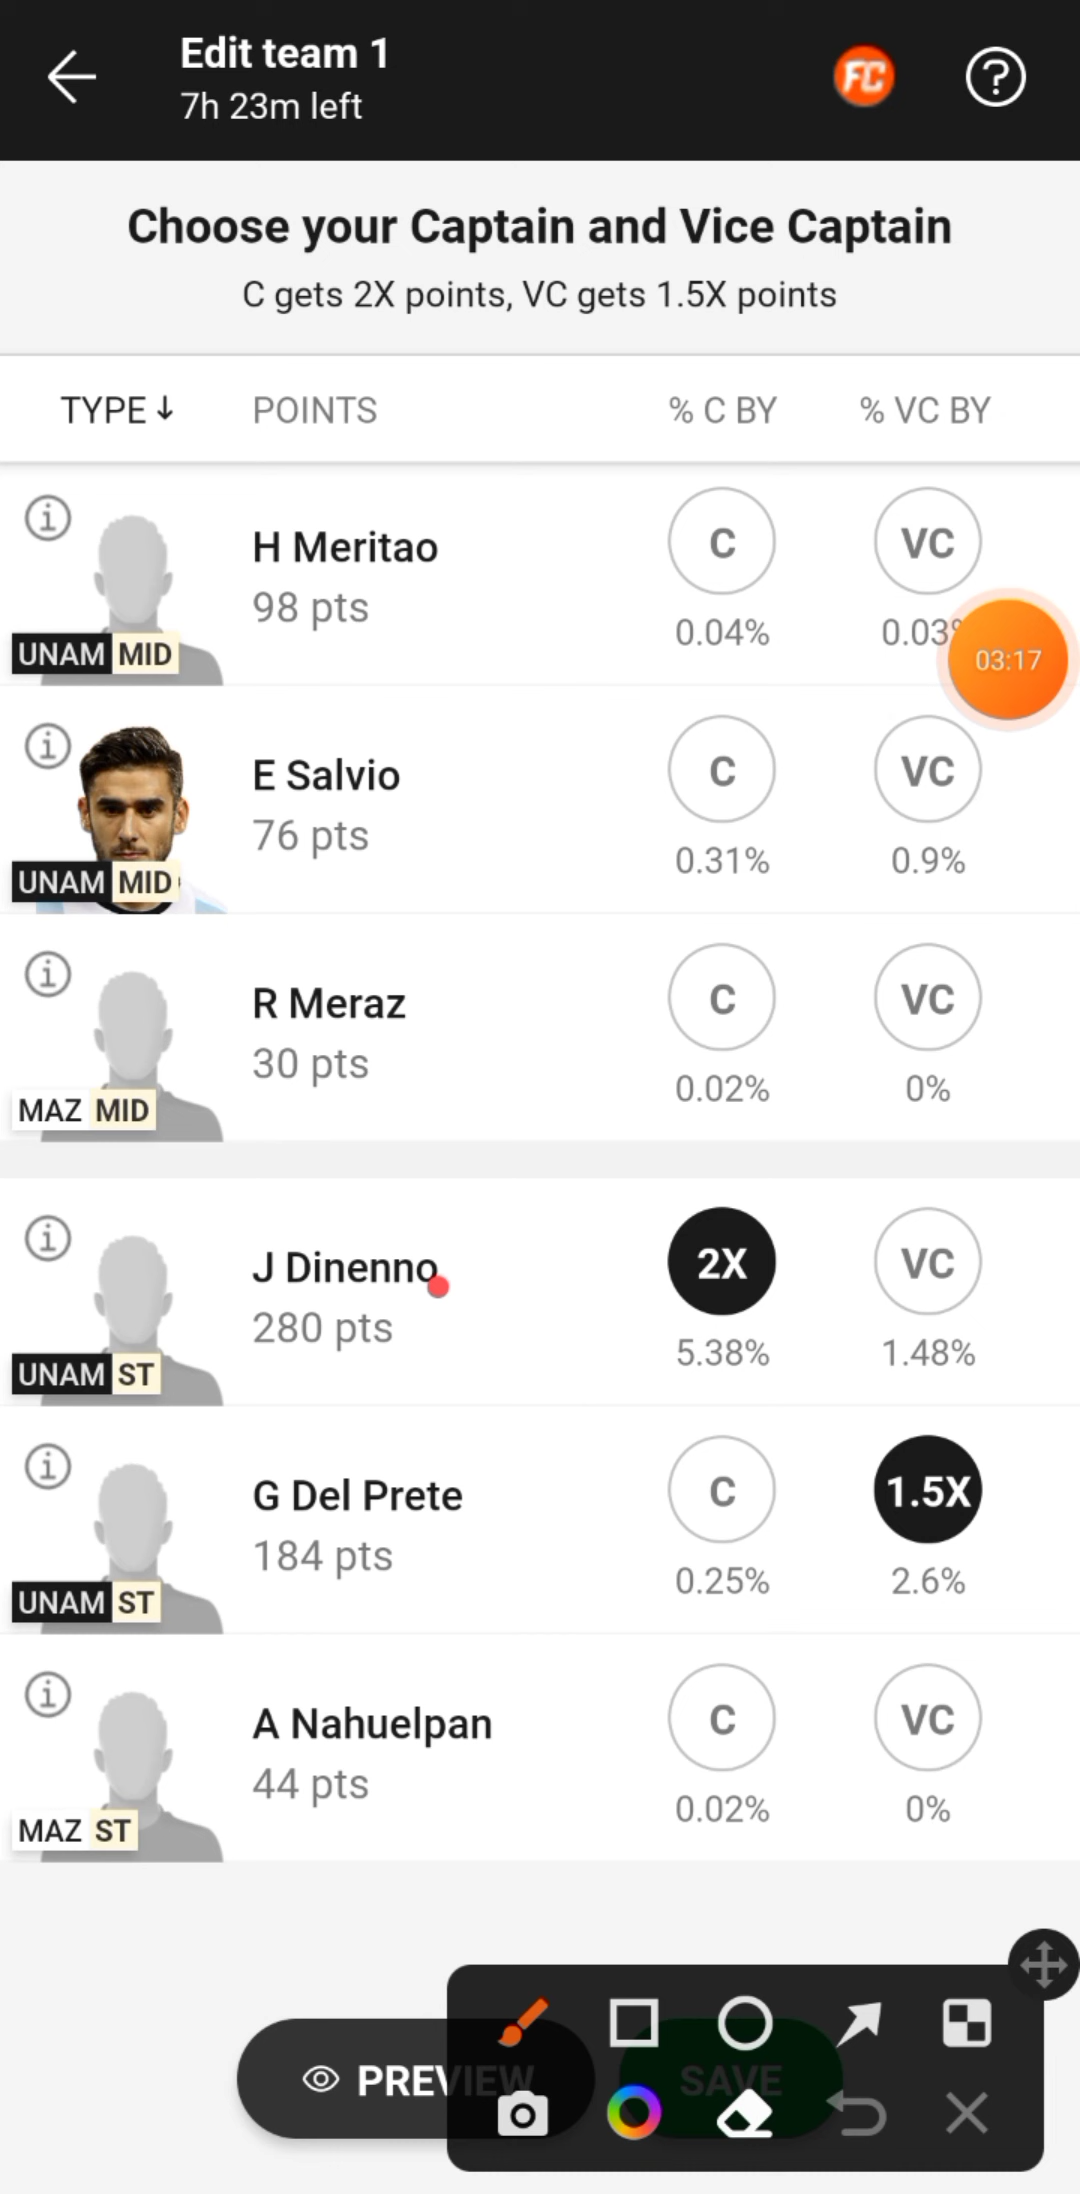 Edit team 1
7h 23m left
FC
Choose your Captain and Vice Captain
C gets 2X points, VC gets 1.5X points
TYPE↓ POINTS % C BY % VC BY
H Meritao C VC
98 pts 0.04% 0.03%
UNAM MID
03:17
E Salvio C VC
76 pts 0.31% 0.9%
UNAM MID
R Meraz C VC
30 pts 0.02% 0%
MAZ MID
J Dinenno 2X VC
280 pts 5.38% 1.48%
UNAM ST
G Del Prete C 1.5X
184 pts 0.25% 2.6%
UNAM ST
A Nahuelpan C VC
44 pts 0.02% 0%
MAZ ST
PREVIEW SAVE